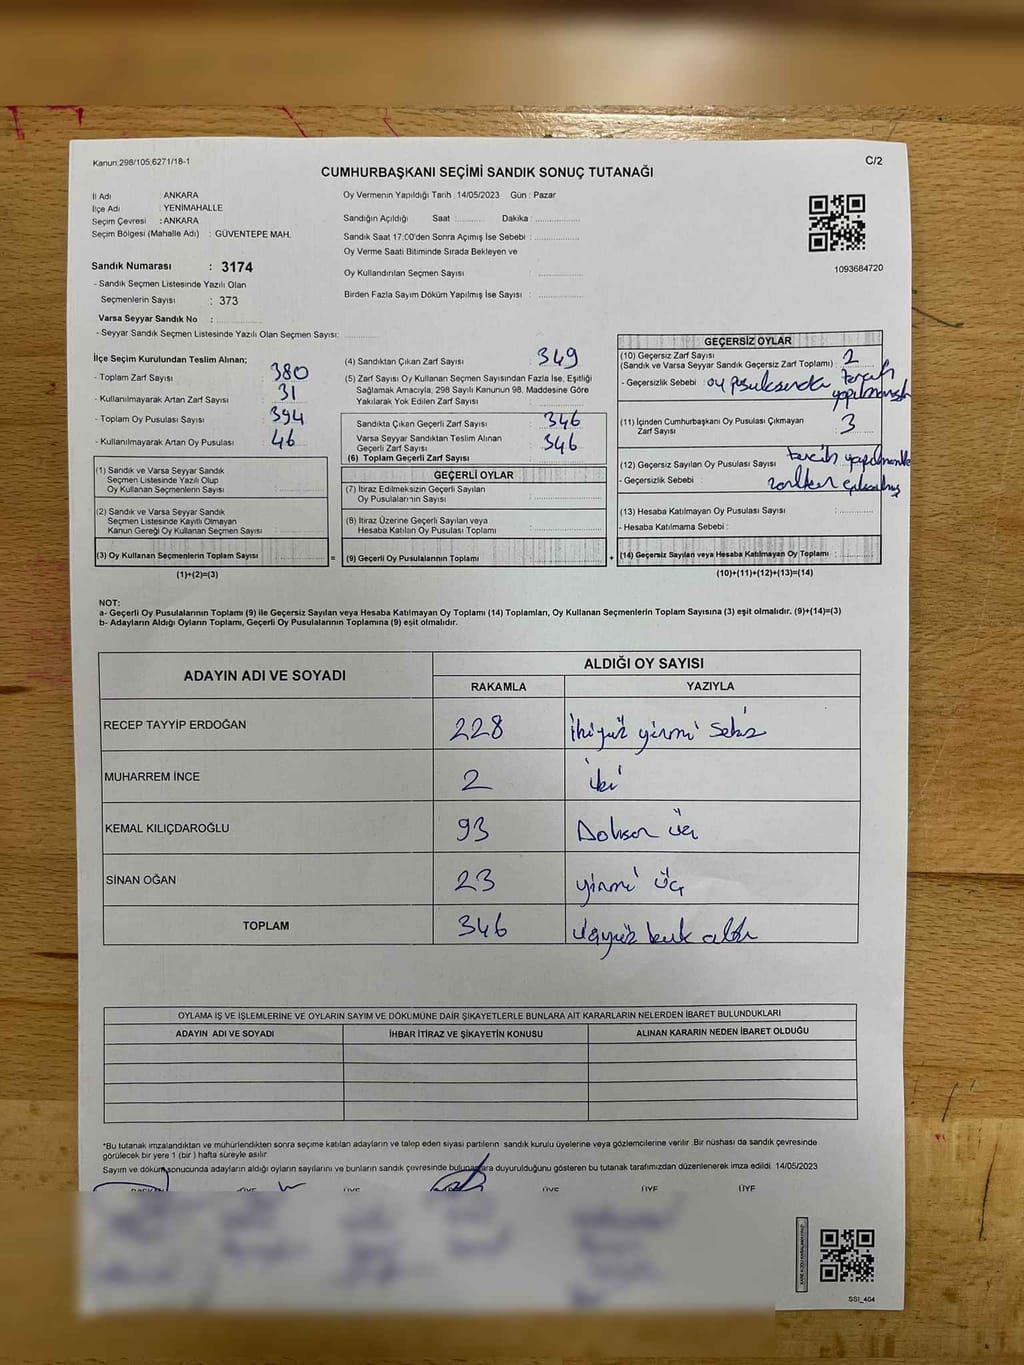 Kanun:298/105;6271/18-1
C/2
CUMHURBAŞKANI SEÇİMİ SANDIK SONUÇ TUTANAĞI
İl Adı : ANKARA
İlçe Adı : YENİMAHALLE
Seçim Çevresi : ANKARA
Seçim Bölgesi (Mahalle Adı) : GÜVENTEPE MAH.
Sandık Numarası : 3174
- Sandık Seçmen Listesinde Yazılı Olan
Seçmenlerin Sayısı : 373
Varsa Seyyar Sandık No :
- Seyyar Sandık Seçmen Listesinde Yazılı Olan Seçmen Sayısı:
Oy Vermenin Yapıldığı Tarih : 14/05/2023 Gün : Pazar
Sandığın Açıldığı Saat : Dakika :
Sandık Saat 17:00'den Sonra Açımış İse Sebebi :
Oy Verme Saati Bitiminde Sırada Bekleyen ve
Oy Kullandırılan Seçmen Sayısı
Birden Fazla Sayım Döküm Yapılmış İse Sayısı :
1093684720
İlçe Seçim Kurulundan Teslim Alınan;
- Toplam Zarf Sayısı : 380
- Kullanılmayarak Artan Zarf Sayısı : 31
- Toplam Oy Pusulası Sayısı : 394
- Kullanılmayarak Artan Oy Pusulası : 46
(1) Sandık ve Varsa Seyyar Sandık
Seçmen Listesinde Yazılı Olup
Oy Kullanan Seçmenlerin Sayısı :
(2) Sandık ve Varsa Seyyar Sandık
Seçmen Listesinde Kayıtlı Olmayan
Kanun Gereği Oy Kullanan Seçmen Sayısı :
(3) Oy Kullanan Seçmenlerin Toplam Sayısı :
(1)+(2)=(3)
(4) Sandıktan Çıkan Zarf Sayısı : 349
(5) Zarf Sayısı Oy Kullanan Seçmen Sayısından Fazla İse, Eşitliği
Sağlamak Amacıyla; 298 Sayılı Kanunun 98. Maddesine Göre
Yakılarak Yok Edilen Zarf Sayısı :
Sandıkta Çıkan Geçerli Zarf Sayısı : 346
Varsa Seyyar Sandıktan Teslim Alınan
Geçerli Zarf Sayısı : 346
(6) Toplam Geçerli Zarf Sayısı
GEÇERLİ OYLAR
(7) İtiraz Edilmeksizin Geçerli Sayılan
Oy Pusulalarının Sayısı :
(8) İtiraz Üzerine Geçerli Sayılan veya
Hesaba Katılan Oy Pusulası Toplamı :
= (9) Geçerli Oy Pusulalarının Toplamı : +
GEÇERSİZ OYLAR
(10) Geçersiz Zarf Sayısı
(Sandık ve Varsa Seyyar Sandık Geçersiz Zarf Toplamı) : 2
- Geçersizlik Sebebi : oy pusulasında tercih
yapılmamış
(11) İçinden Cumhurbaşkanı Oy Pusulası Çıkmayan
Zarf Sayısı : 3
(12) Geçersiz Sayılan Oy Pusulası Sayısı : tercih
- Geçersizlik Sebebi :
(13) Hesaba Katılmayan Oy Pusulası Sayısı :
- Hesaba Katılmama Sebebi :
(14) Geçersiz Sayılan veya Hesaba Katılmayan Oy Toplamı :
(10)+(11)+(12)+(13)=(14)
NOT:
a- Geçerli Oy Pusulalarının Toplamı (9) ile Geçersiz Sayılan veya Hesaba Katılmayan Oy Toplamı (14) Toplamları, Oy Kullanan Seçmenlerin Toplam Sayısına (3) eşit olmalıdır. (9)+(14)=(3)
b- Adayların Aldığı Oyların Toplamı, Geçerli Oy Pusulalarının Toplamına (9) eşit olmalıdır.
ADAYIN ADI VE SOYADI
ALDIĞI OY SAYISI
RAKAMLA YAZIYLA
RECEP TAYYİP ERDOĞAN 228 ikiyüz yirmi sekiz
MUHARREM İNCE 2 iki
KEMAL KILIÇDAROĞLU 93 Doksan üç
SİNAN OĞAN 23 yirmi üç
TOPLAM 346 üçyüz kırk altı
OYLAMA İŞ VE İŞLEMLERİNE VE OYLARIN SAYIM VE DÖKÜMÜNE DAİR ŞİKAYETLERLE BUNLARA AİT KARARLARIN NELERDEN İBARET BULUNDUKLARI
ADAYIN ADI VE SOYADI İHBAR İTİRAZ VE ŞİKAYETİN KONUSU ALINAN KARARIN NEDEN İBARET OLDUĞU
*Bu tutanak imzalandıktan ve mühürlendikten sonra seçime katılan adayların ve talep eden siyasi partilerin sandık kurulu üyelerine veya gözlemcilerine verilir. Bir nüshası da sandık çevresinde
görülecek bir yere 1 (bir ) hafta süreyle asılır.
Sayım ve döküm sonucunda adayların aldığı oyların sayılarını ve bunların sandık çevresinde bulunanlara duyurulduğunu gösteren bu tutanak tarafımızdan düzenlenerek imza edildi. 14/05/2023
BAŞKAN ÜYE ÜYE ÜYE ÜYE ÜYE
SSI_404